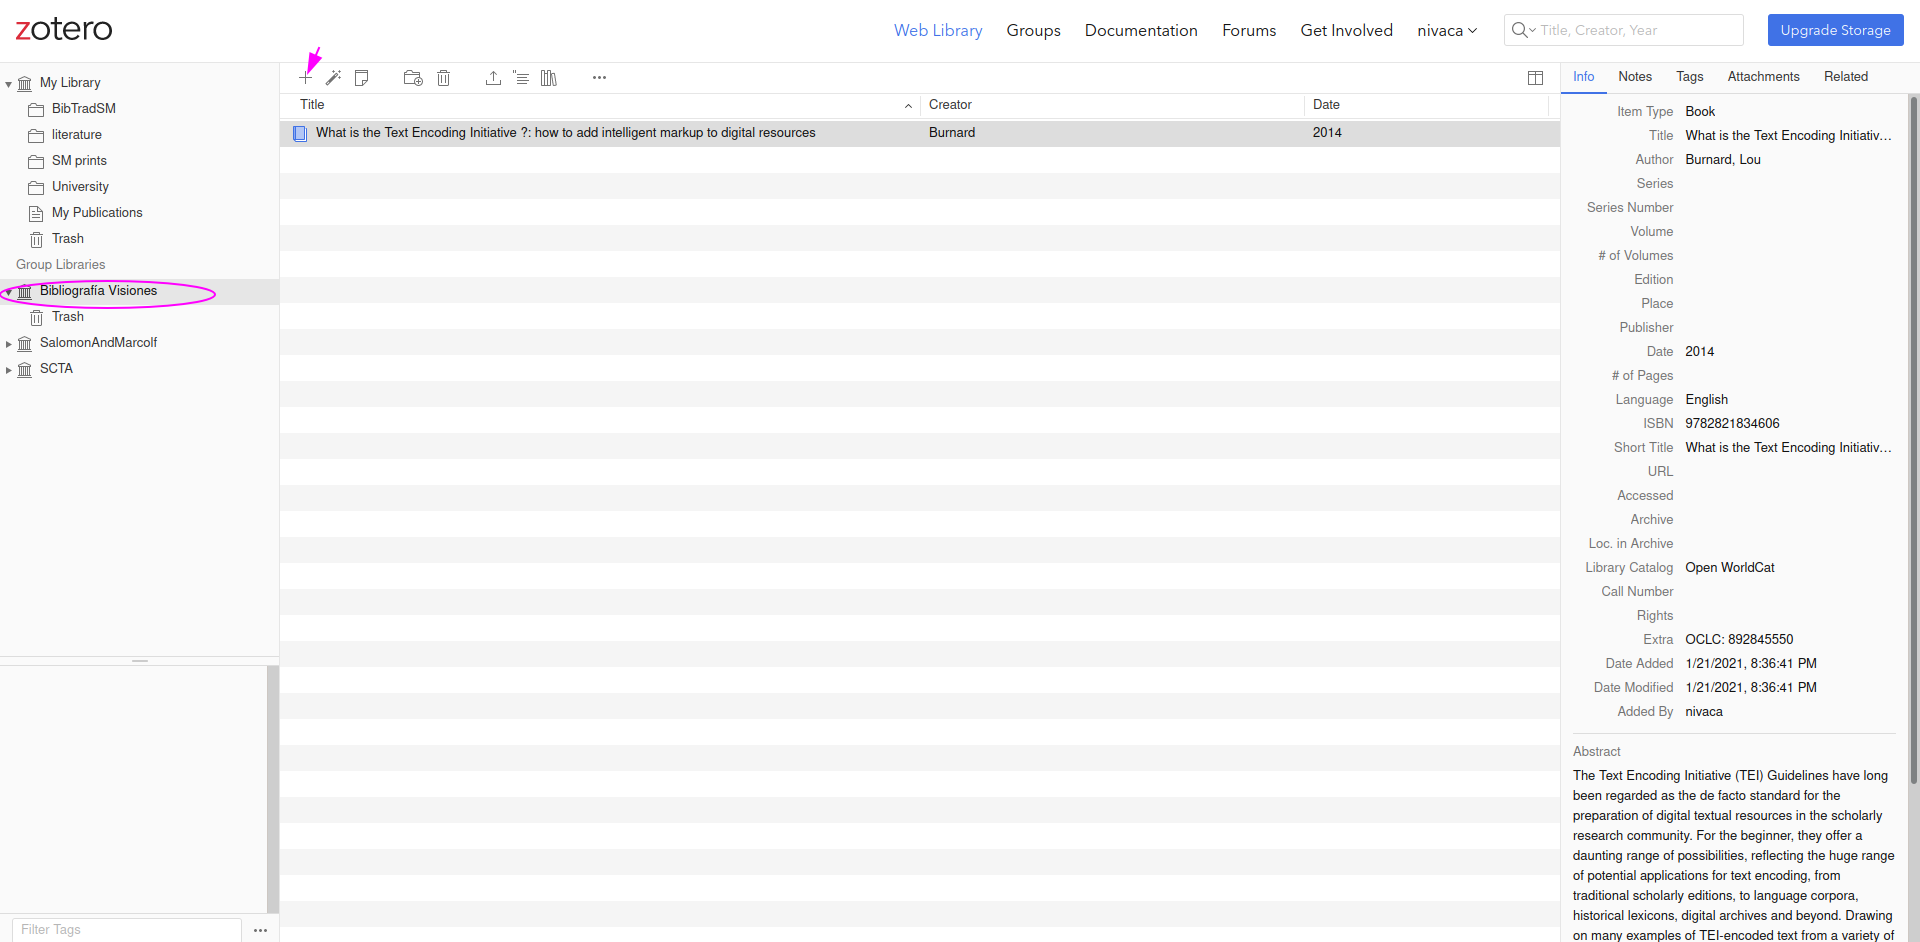 zotero
Web Library Groups Documentation Forums Get Involved nivaca Title, Creator, Year Upgrade Storage
My Library
BibTradSM
literature
SM prints
University
My Publications
Trash
Group Libraries
Bibliografía Visiones
Trash
SalomonAndMarcolf
SCTA
Filter Tags
Title Creator Date
What is the Text Encoding Initiative ?: how to add intelligent markup to digital resources Burnard 2014
Info Notes Tags Attachments Related
Item Type Book
Title What is the Text Encoding Initiativ…
Author Burnard, Lou
Series
Series Number
Volume
# of Volumes
Edition
Place
Publisher
Date 2014
# of Pages
Language English
ISBN 9782821834606
Short Title What is the Text Encoding Initiativ…
URL
Accessed
Archive
Loc. in Archive
Library Catalog Open WorldCat
Call Number
Rights
Extra OCLC: 892845550
Date Added 1/21/2021, 8:36:41 PM
Date Modified 1/21/2021, 8:36:41 PM
Added By nivaca
Abstract
The Text Encoding Initiative (TEI) Guidelines have long
been regarded as the de facto standard for the
preparation of digital textual resources in the scholarly
research community. For the beginner, they offer a
daunting range of possibilities, reflecting the huge range
of potential applications for text encoding, from
traditional scholarly editions, to language corpora,
historical lexicons, digital archives and beyond. Drawing
on many examples of TEI-encoded text from a variety of